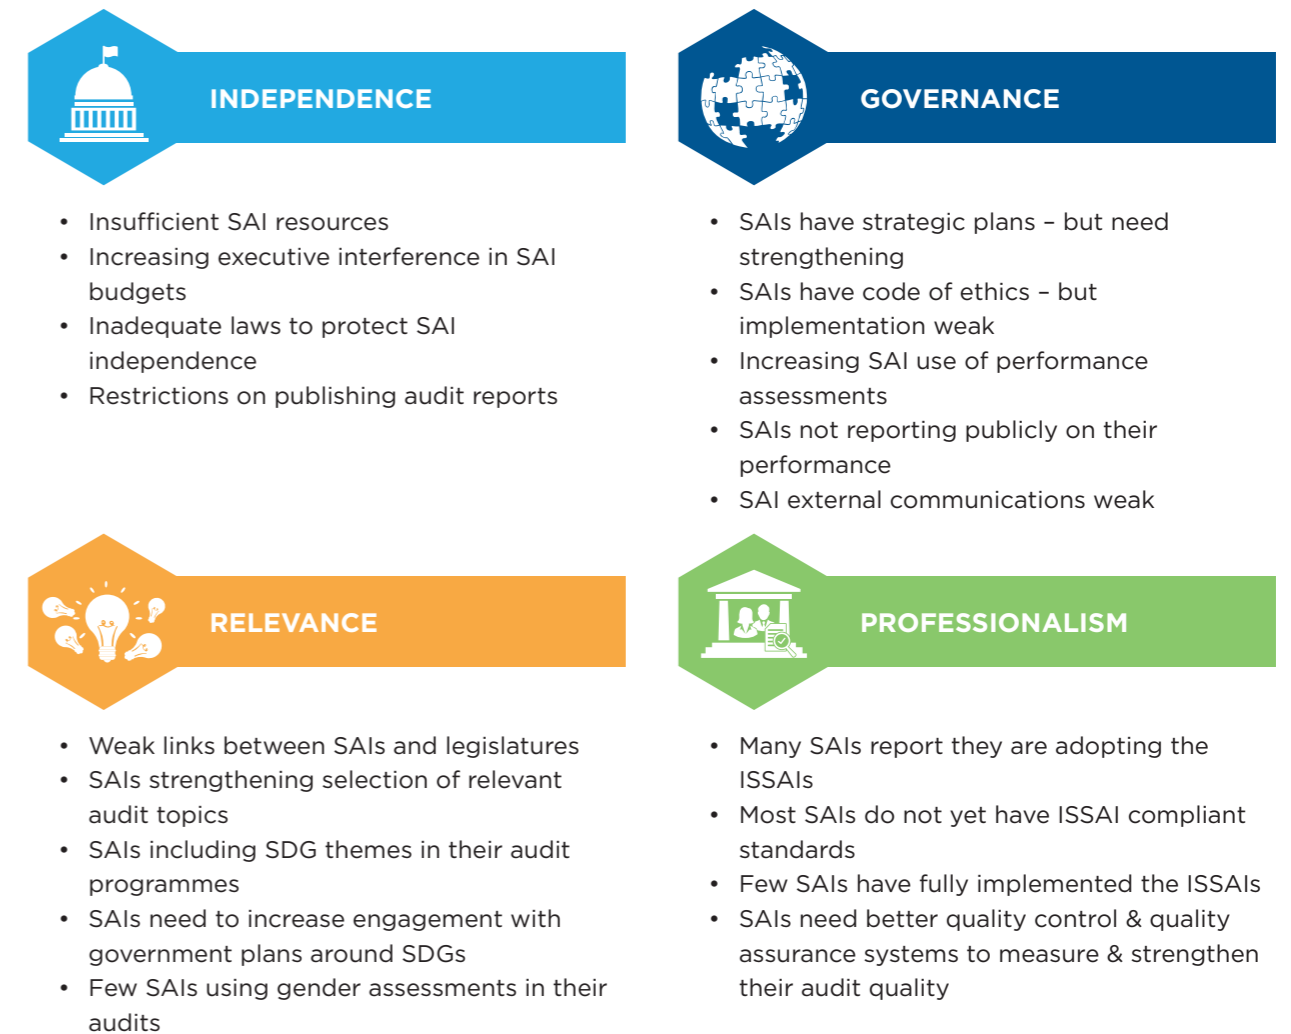 INDEPENDENCE
• Insufficient SAI resources
• Increasing executive interference in SAI
budgets
• Inadequate laws to protect SAI
independence
• Restrictions on publishing audit reports
GOVERNANCE
• SAIs have strategic plans – but need
strengthening
• SAIs have code of ethics – but
implementation weak
• Increasing SAI use of performance
assessments
• SAIs not reporting publicly on their
performance
• SAI external communications weak
RELEVANCE
• Weak links between SAIs and legislatures
• SAIs strengthening selection of relevant
audit topics
• SAIs including SDG themes in their audit
programmes
• SAIs need to increase engagement with
government plans around SDGs
• Few SAIs using gender assessments in their
audits
PROFESSIONALISM
• Many SAIs report they are adopting the
ISSAIs
• Most SAIs do not yet have ISSAI compliant
standards
• Few SAIs have fully implemented the ISSAIs
• SAIs need better quality control & quality
assurance systems to measure & strengthen
their audit quality